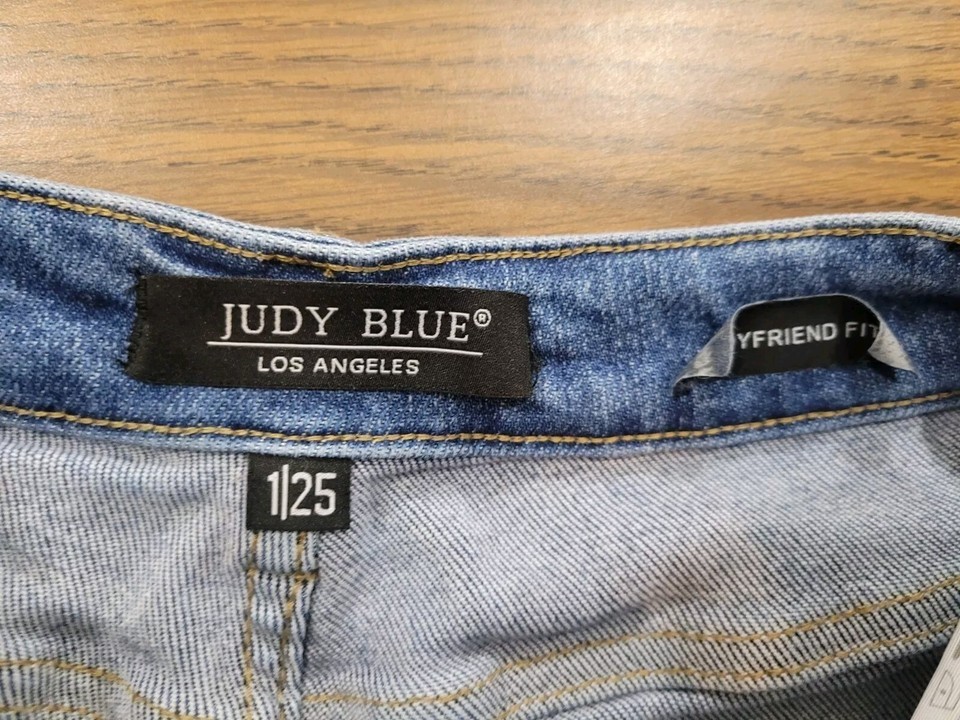 JUDY BLUE®
LOS ANGELES
YFRIEND FIT
1|25